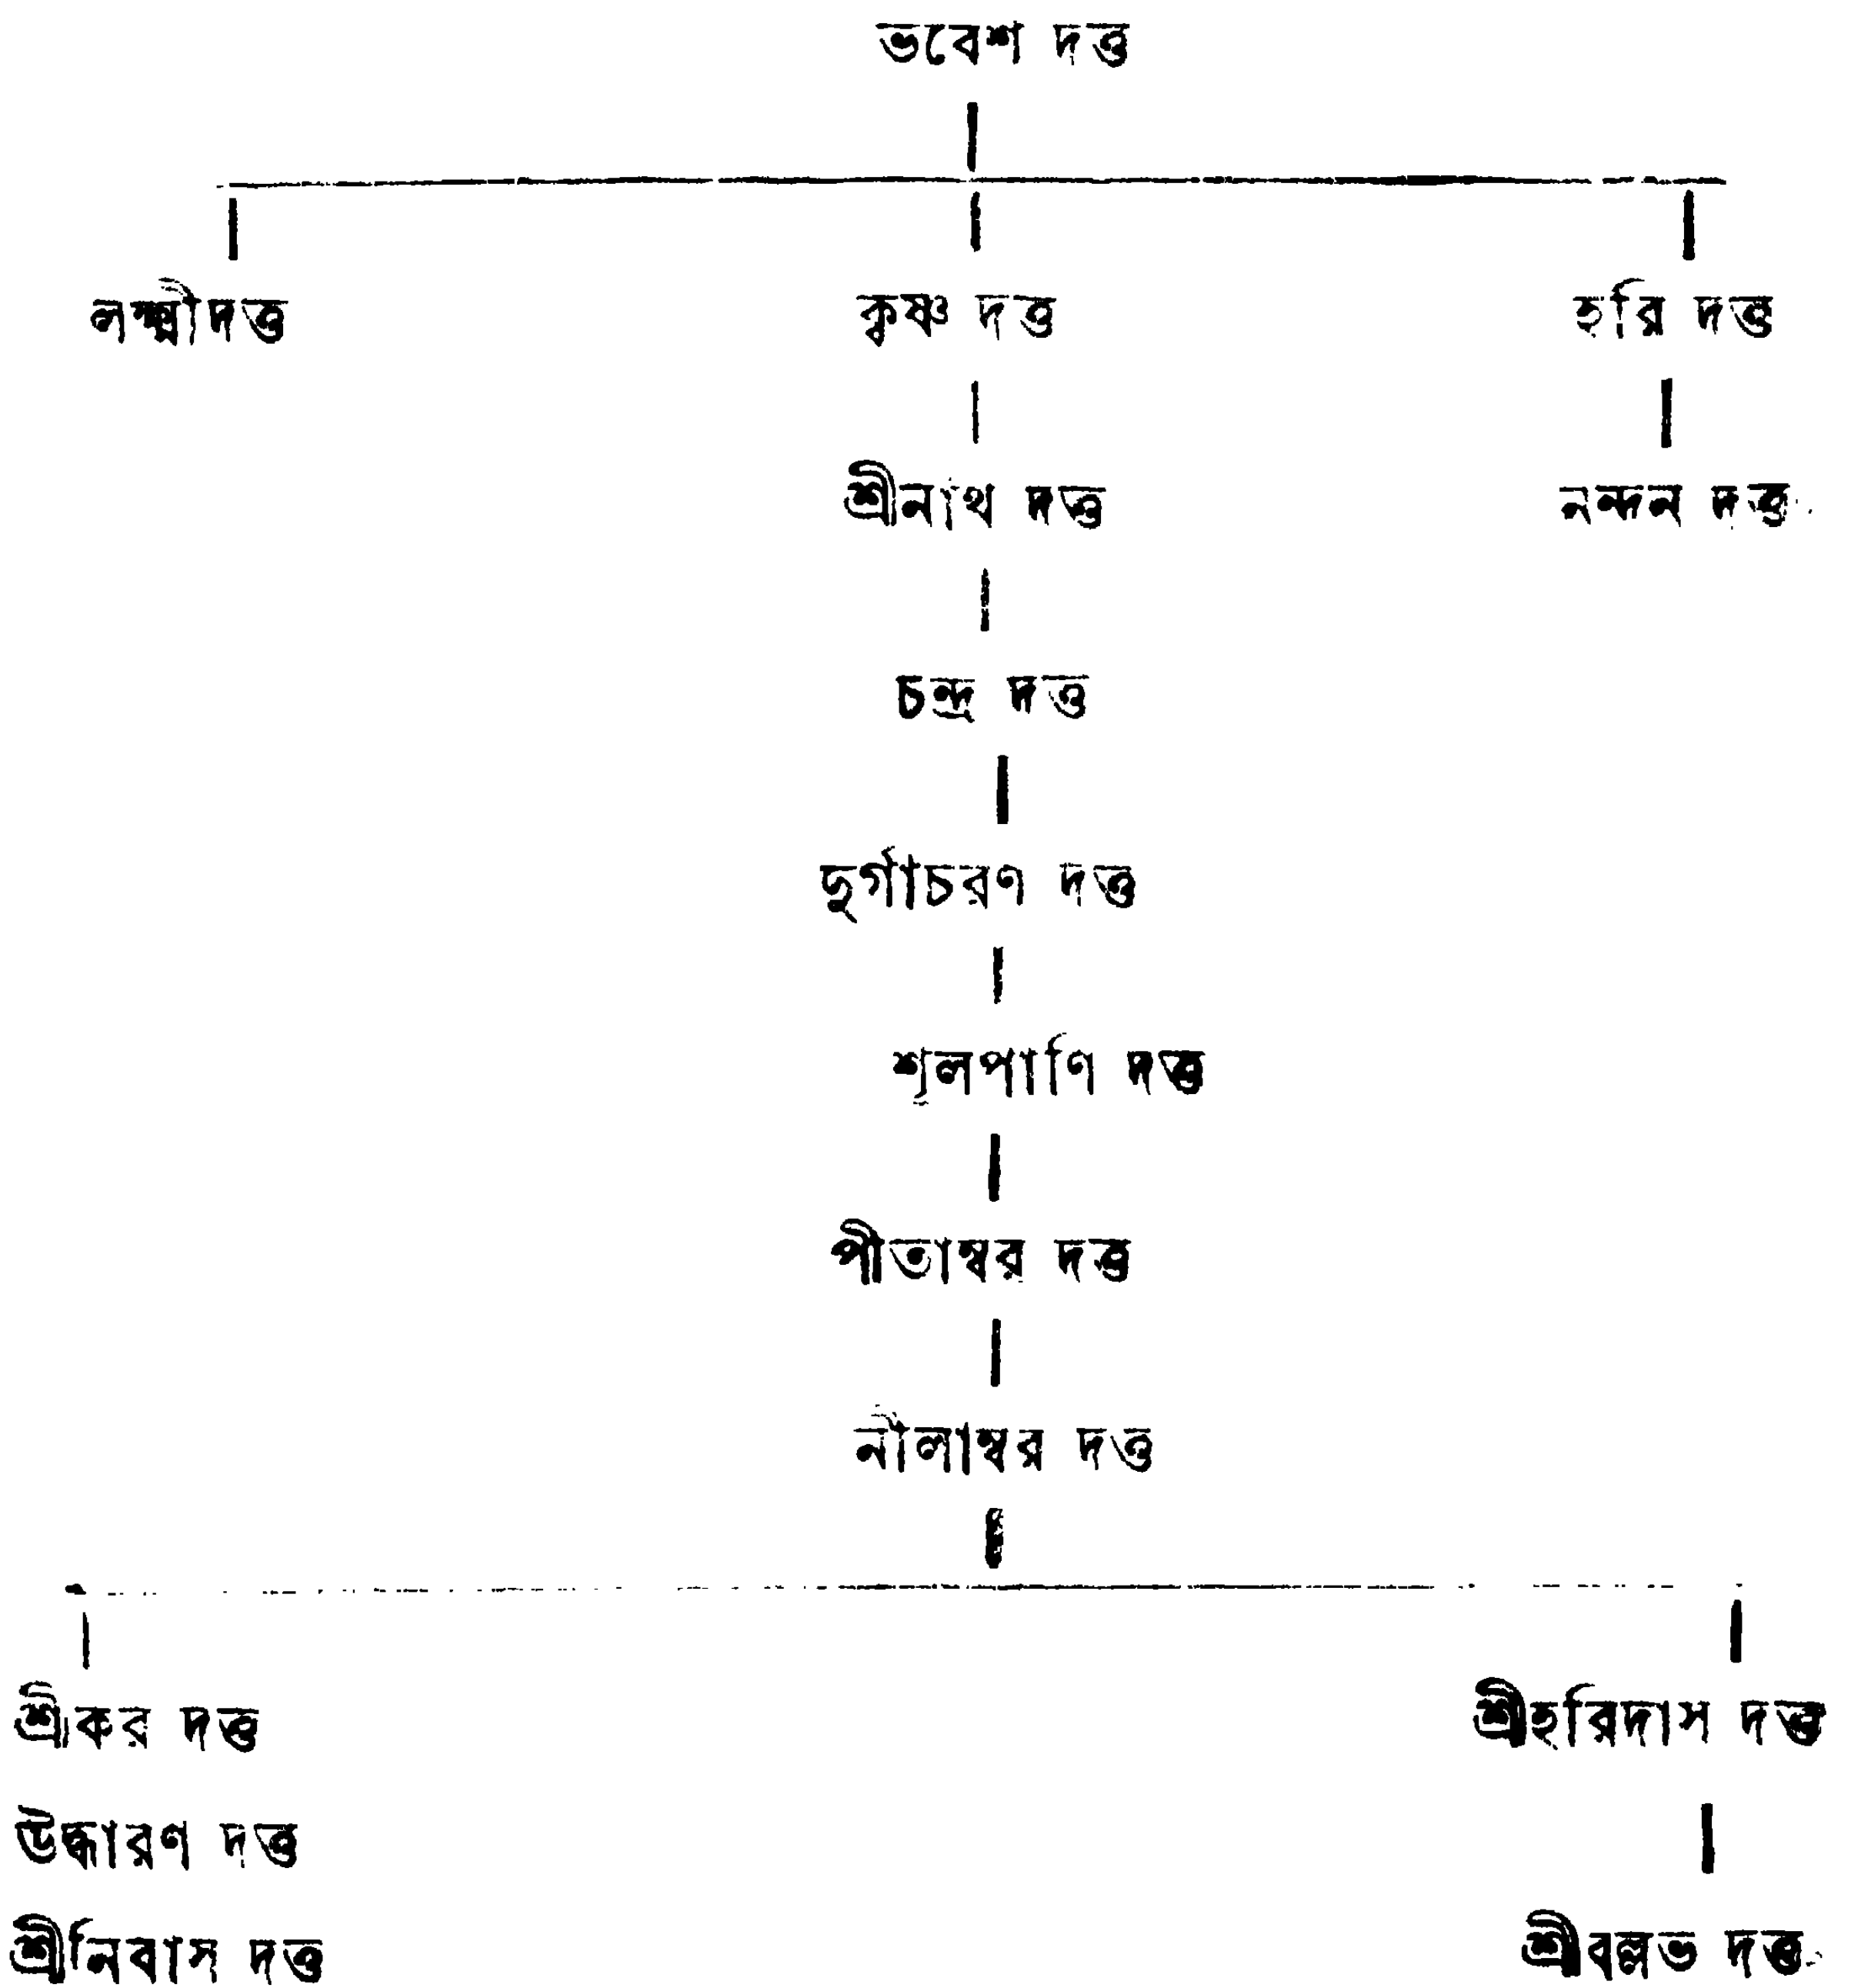 ভবেশ দত্ত
লক্ষ্মীদত্ত কৃষ্ণ দত্ত হরি দত্ত
শ্রীনাথ দত্ত নন্দন দত্ত
চন্দ্র দত্ত
দুর্গাচরণ দত্ত
শূলপাণি দত্ত
পীতাম্বর দত্ত
নীলাম্বর দত্ত
শ্রীকর দত্ত শ্রীহরিদাস দত্ত
উদ্ধারণ দত্ত
শ্রীনিবাস দত্ত শ্রীবল্লভ দত্ত